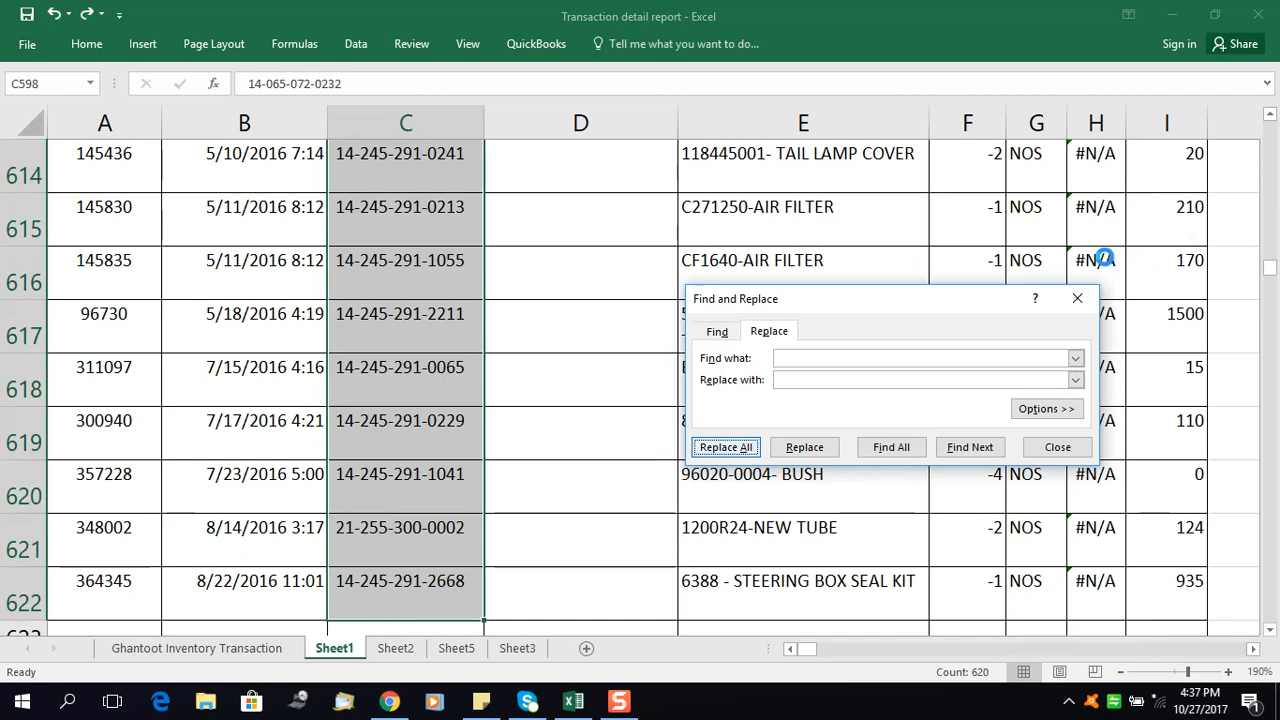 Transaction detail report - Excel
File Home Insert Page Layout Formulas Data Review View QuickBooks Tell me what you want to do... Sign in Share
C598 fx 14-065-072-0232
A B C D E F G H I
614 145436 5/10/2016 7:14 14-245-291-0241 118445001- TAIL LAMP COVER -2 NOS #N/A 20
615 145830 5/11/2016 8:12 14-245-291-0213 C271250-AIR FILTER -1 NOS #N/A 210
616 145835 5/11/2016 8:12 14-245-291-1055 CF1640-AIR FILTER -1 NOS #N/A 170
617 96730 5/18/2016 4:19 14-245-291-2211 1500
618 311097 7/15/2016 4:16 14-245-291-0065 15
619 300940 7/17/2016 4:21 14-245-291-0229 110
620 357228 7/23/2016 5:00 14-245-291-1041 96020-0004- BUSH -4 NOS #N/A 0
621 348002 8/14/2016 3:17 21-255-300-0002 1200R24-NEW TUBE -2 NOS #N/A 124
622 364345 8/22/2016 11:01 14-245-291-2668 6388 - STEERING BOX SEAL KIT -1 NOS #N/A 935
Find and Replace ?
Find Replace
Find what:
Replace with:
Options >>
Replace All Replace Find All Find Next Close
Ghantoot Inventory Transaction Sheet1 Sheet2 Sheet5 Sheet3
Ready Count: 620 190%
4:37 PM
10/27/2017